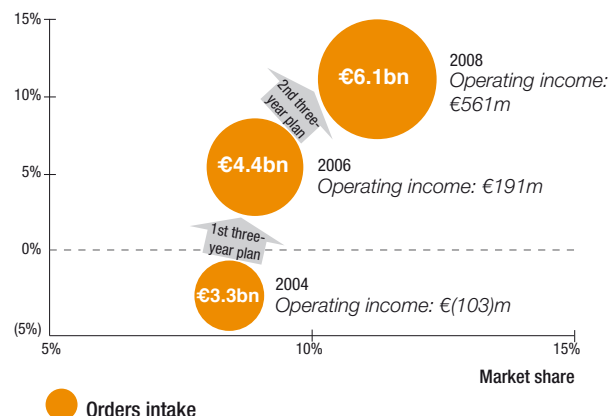 15%
10%
5%
0%
(5%)
€6.1bn
2008
Operating income:
€561m
2nd three-
year plan
€4.4bn
2006
Operating income: €191m
1st three-
year plan
€3.3bn
2004
Operating income: €(103)m
5%
10%
15%
Market share
Orders intake